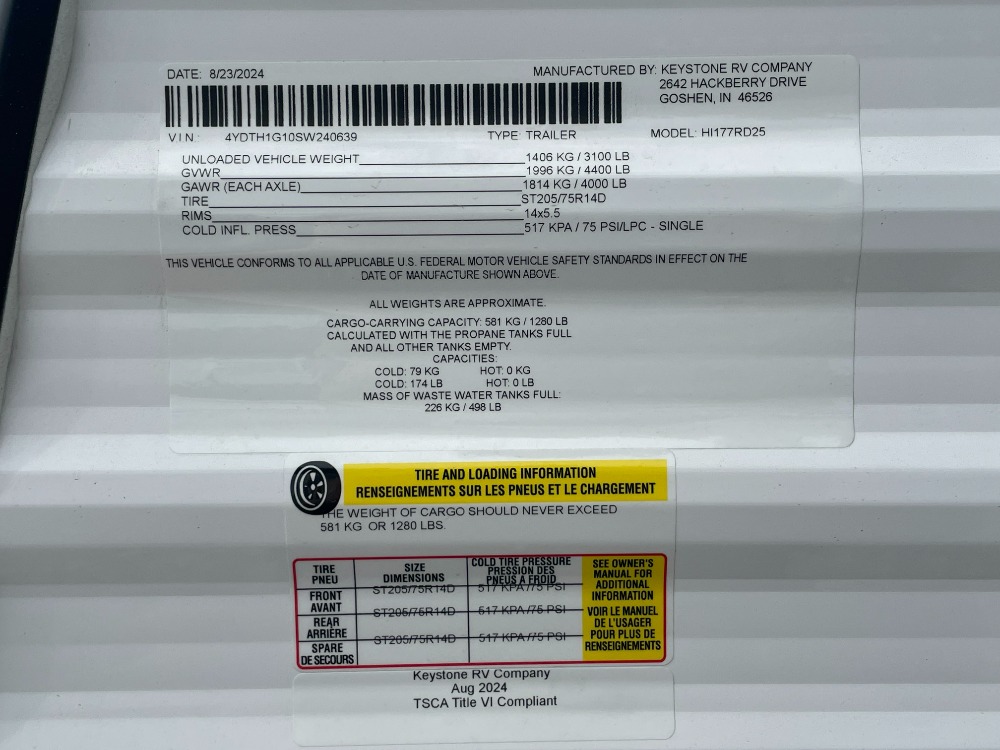 DATE: 8/23/2024
MANUFACTURED BY: KEYSTONE RV COMPANY
2642 HACKBERRY DRIVE
GOSHEN, IN 46526
V I N.: 4YDTH1G10SW240639 TYPE: TRAILER MODEL: HI177RD25
UNLOADED VEHICLE WEIGHT 1406 KG / 3100 LB
GVWR 1996 KG / 4400 LB
GAWR (EACH AXLE) 1814 KG / 4000 LB
TIRE ST205/75R14D
RIMS 14x5.5
COLD INFL. PRESS 517 KPA / 75 PSI/LPC - SINGLE
THIS VEHICLE CONFORMS TO ALL APPLICABLE U.S. FEDERAL MOTOR VEHICLE SAFETY STANDARDS IN EFFECT ON THE
DATE OF MANUFACTURE SHOWN ABOVE.
ALL WEIGHTS ARE APPROXIMATE.
CARGO-CARRYING CAPACITY: 581 KG / 1280 LB
CALCULATED WITH THE PROPANE TANKS FULL
AND ALL OTHER TANKS EMPTY.
CAPACITIES:
COLD: 79 KG HOT: 0 KG
COLD: 174 LB HOT: 0 LB
MASS OF WASTE WATER TANKS FULL:
226 KG / 498 LB
TIRE AND LOADING INFORMATION
RENSEIGNEMENTS SUR LES PNEUS ET LE CHARGEMENT
THE WEIGHT OF CARGO SHOULD NEVER EXCEED
581 KG OR 1280 LBS.
TIRE
PNEU
SIZE
DIMENSIONS
COLD TIRE PRESSURE
PRESSION DES
PNEUS A FROID
FRONT
AVANT
ST205/75R14D 517 KPA /75 PSI
REAR
ARRIÈRE
ST205/75R14D 517 KPA /75 PSI
SPARE
DE SECOURS
ST205/75R14D 517 KPA /75 PSI
SEE OWNER'S
MANUAL FOR
ADDITIONAL
INFORMATION
VOIR LE MANUEL
DE L'USAGER
POUR PLUS DE
RENSEIGNEMENTS
Keystone RV Company
Aug 2024
TSCA Title VI Compliant